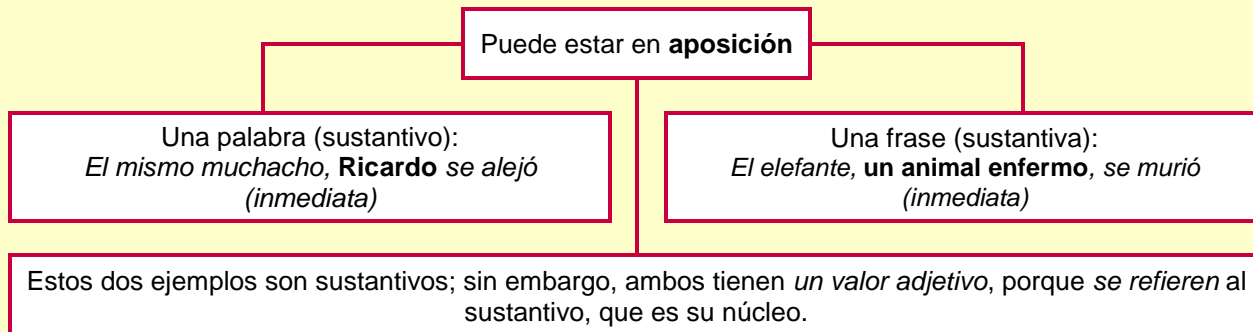 Puede estar en aposición
Una palabra (sustantivo):
El mismo muchacho, Ricardo se alejó
(inmediata)
Una frase (sustantiva):
El elefante, un animal enfermo, se murió
(inmediata)
Estos dos ejemplos son sustantivos; sin embargo, ambos tienen un valor adjetivo, porque se refieren al
sustantivo, que es su núcleo.